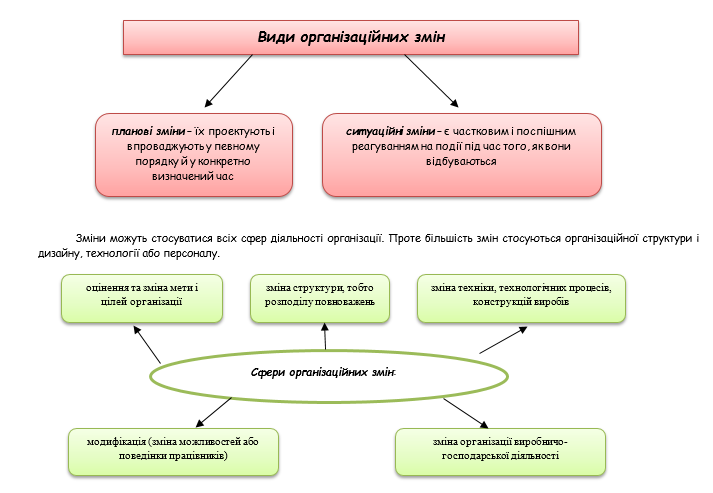 Види організаційних змін
планові зміни – їх проектують і
впроваджують у певному
порядку й у конкретно
визначений час
ситуаційні зміни – є частковим і поспішним
реагуванням на події під час того, як вони
відбуваються
Зміни можуть стосуватися всіх сфер діяльності організації. Проте більшість змін стосуються організаційної структури і
дизайну, технології або персоналу.
оцінення та зміна мети і
цілей організації
зміна структури, тобто
розподілу повноважень
зміна техніки, технологічних процесів,
конструкцій виробів
Сфери організаційних змін:
модифікація (зміна можливостей або
поведінки працівників)
зміна організації виробничо-
господарської діяльності